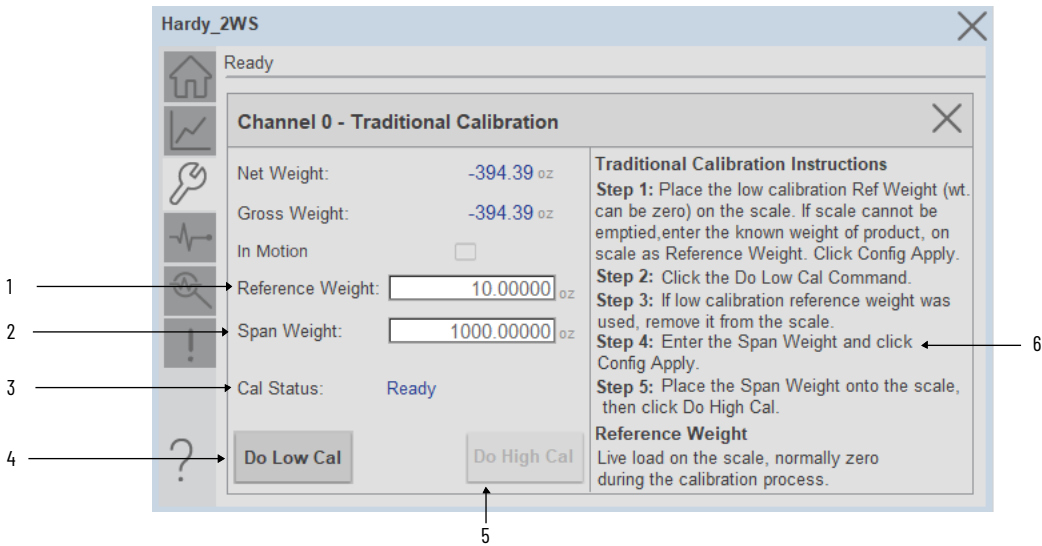 Hardy_2WS
Ready
Channel 0 - Traditional Calibration
Net Weight: -394.39 oz
Gross Weight: -394.39 oz
In Motion
1 Reference Weight: 10.00000 oz
2 Span Weight: 1000.00000 oz
3 Cal Status: Ready
4 Do Low Cal Do High Cal
5
?
Traditional Calibration Instructions
Step 1: Place the low calibration Ref Weight (wt.
can be zero) on the scale. If scale cannot be
emptied,enter the known weight of product, on
scale as Reference Weight. Click Config Apply.
Step 2: Click the Do Low Cal Command.
Step 3: If low calibration reference weight was
used, remove it from the scale.
Step 4: Enter the Span Weight and click 6
Config Apply.
Step 5: Place the Span Weight onto the scale,
then click Do High Cal.
Reference Weight
Live load on the scale, normally zero
during the calibration process.